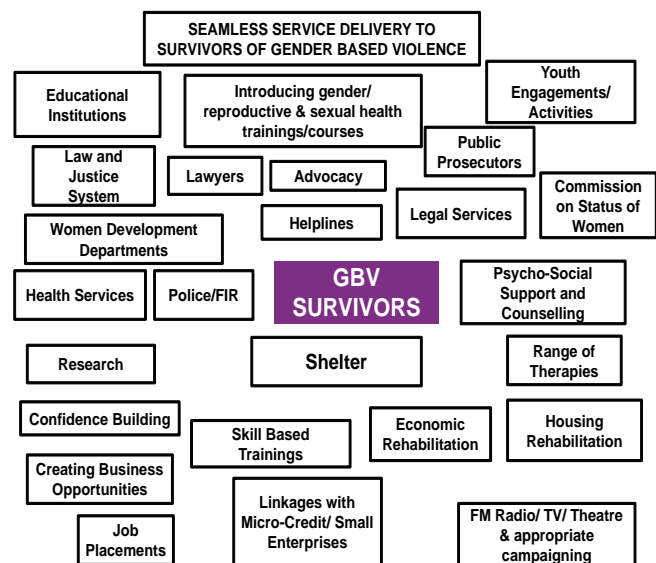 SEAMLESS SERVICE DELIVERY TO
SURVIVORS OF GENDER BASED VIOLENCE
Educational
Institutions
Introducing gender/
reproductive & sexual health
trainings/courses
Youth
Engagements/
Activities
Law and
Justice
System
Lawyers
Advocacy
Public
Prosecutors
Commission
on Status of
Women
Women Development
Departments
Helplines
Legal Services
Health Services
Police/FIR
GBV
SURVIVORS
Psycho-Social
Support and
Counselling
Research
Shelter
Range of
Therapies
Confidence Building
Skill Based
Trainings
Economic
Rehabilitation
Housing
Rehabilitation
Creating Business
Opportunities
Linkages with
Micro-Credit/ Small
Enterprises
Job
Placements
FM Radio/ TV/ Theatre
& appropriate
campaigning